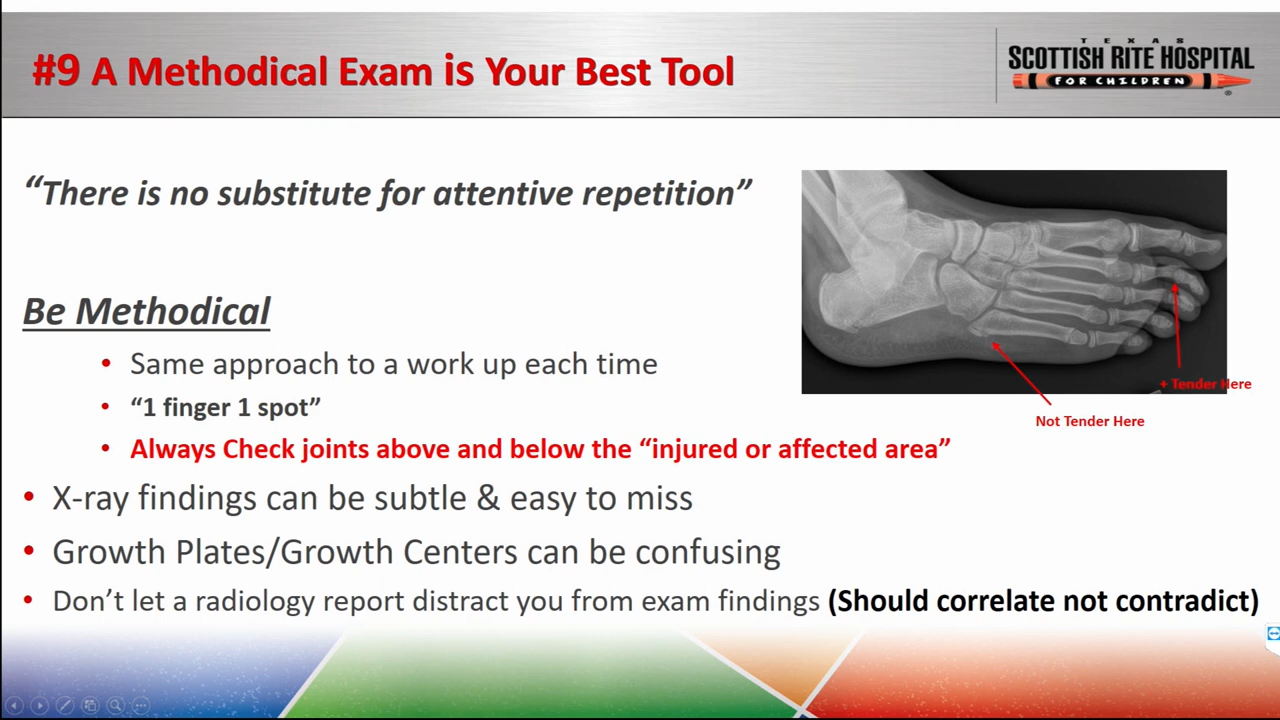 #9 A Methodical Exam is Your Best Tool
TEXAS
SCOTTISH RITE HOSPITAL
FOR CHILDREN
®
“There is no substitute for attentive repetition”
Be Methodical
• Same approach to a work up each time
• “1 finger 1 spot”
• Always Check joints above and below the “injured or affected area”
+ Tender Here
Not Tender Here
• X-ray findings can be subtle & easy to miss
• Growth Plates/Growth Centers can be confusing
• Don’t let a radiology report distract you from exam findings (Should correlate not contradict)